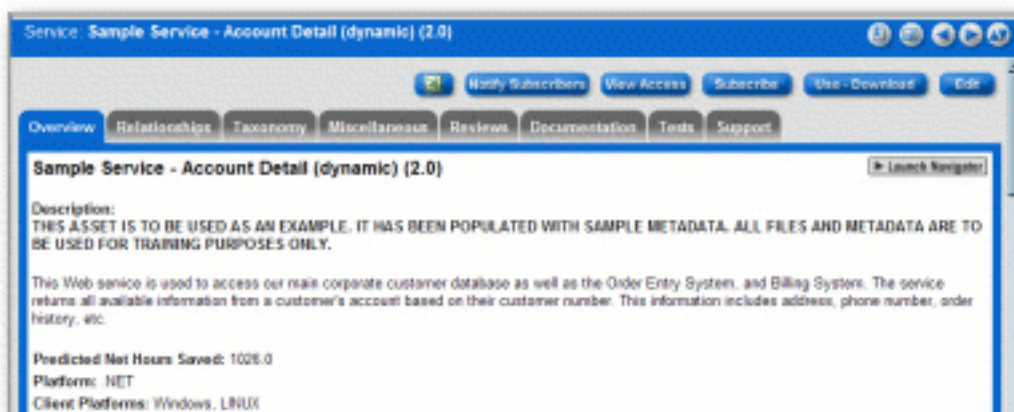 Service: Sample Service - Account Detail (dynamic) (2.0)
Notify Subscribers View Access Subscribe Use - Download Edit
Overview Relationships Taxonomy Miscellaneous Reviews Documentation Tests Support
Sample Service - Account Detail (dynamic) (2.0)
Launch Navigator
Description:
THIS ASSET IS TO BE USED AS AN EXAMPLE. IT HAS BEEN POPULATED WITH SAMPLE METADATA. ALL FILES AND METADATA ARE TO
BE USED FOR TRAINING PURPOSES ONLY.
This Web service is used to access our main corporate customer database as well as the Order Entry System, and Billing System. The service
returns all available information from a customer's account based on their customer number. This information includes address, phone number, order
history, etc.
Predicted Net Hours Saved: 1026.0
Platform: .NET
Client Platforms: Windows, LINUX